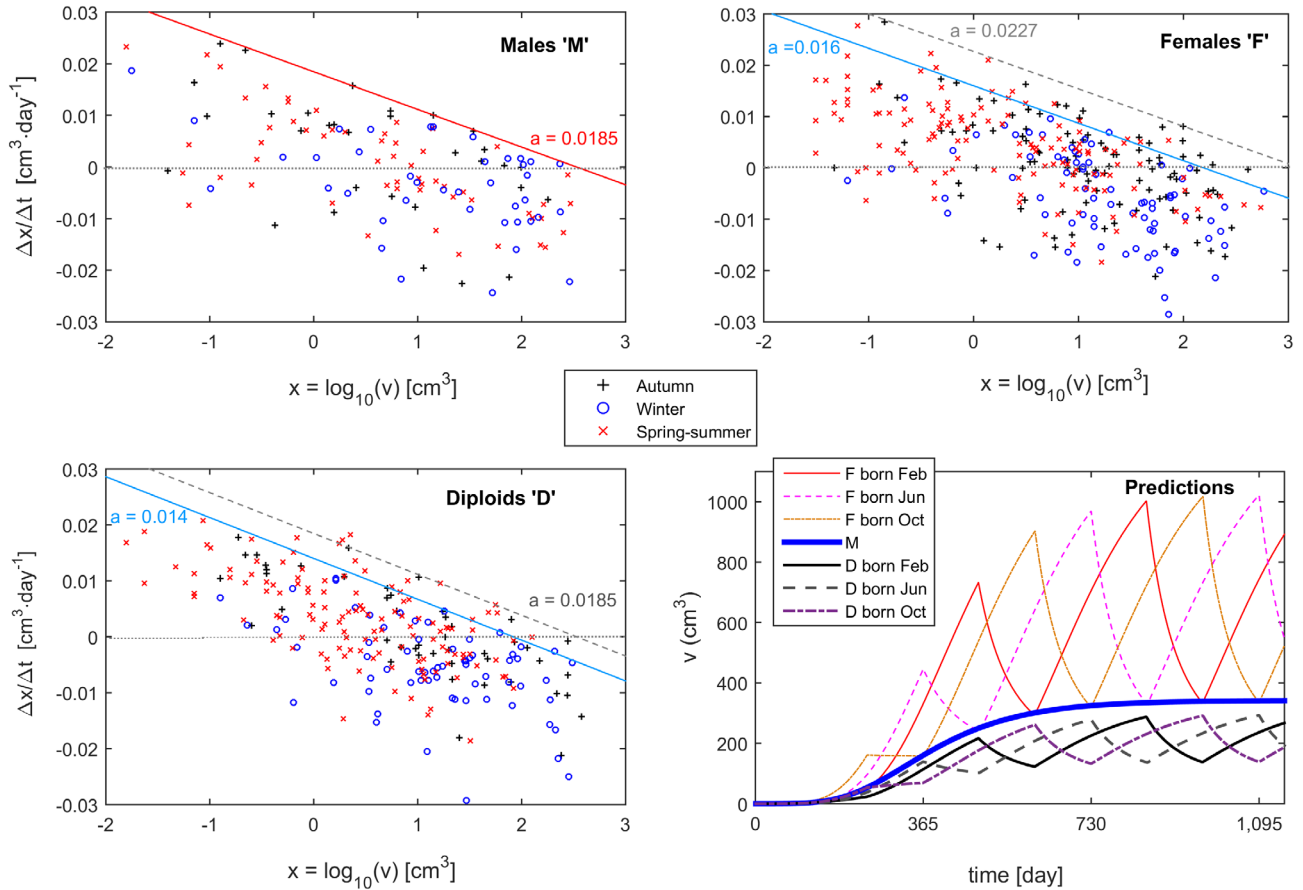 Males 'M'
a = 0.0185
Δx/Δt [cm³·day⁻¹]
0.03
0.02
0.01
0
-0.01
-0.02
-0.03
-2
-1
0
1
2
3
x = log₁₀(v) [cm³]
Females 'F'
a = 0.0227
a =0.016
0.03
0.02
0.01
0
-0.01
-0.02
-0.03
-2
-1
0
1
2
3
x = log₁₀(v) [cm³]
Autumn
Winter
Spring-summer
Diploids 'D'
a = 0.014
a = 0.0185
Δx/Δt [cm³·day⁻¹]
0.03
0.02
0.01
0
-0.01
-0.02
-0.03
-2
-1
0
1
2
3
x = log₁₀(v) [cm³]
Predictions
F born Feb
F born Jun
F born Oct
M
D born Feb
D born Jun
D born Oct
v (cm³)
1000
800
600
400
200
0
0
365
730
1,095
time [day]